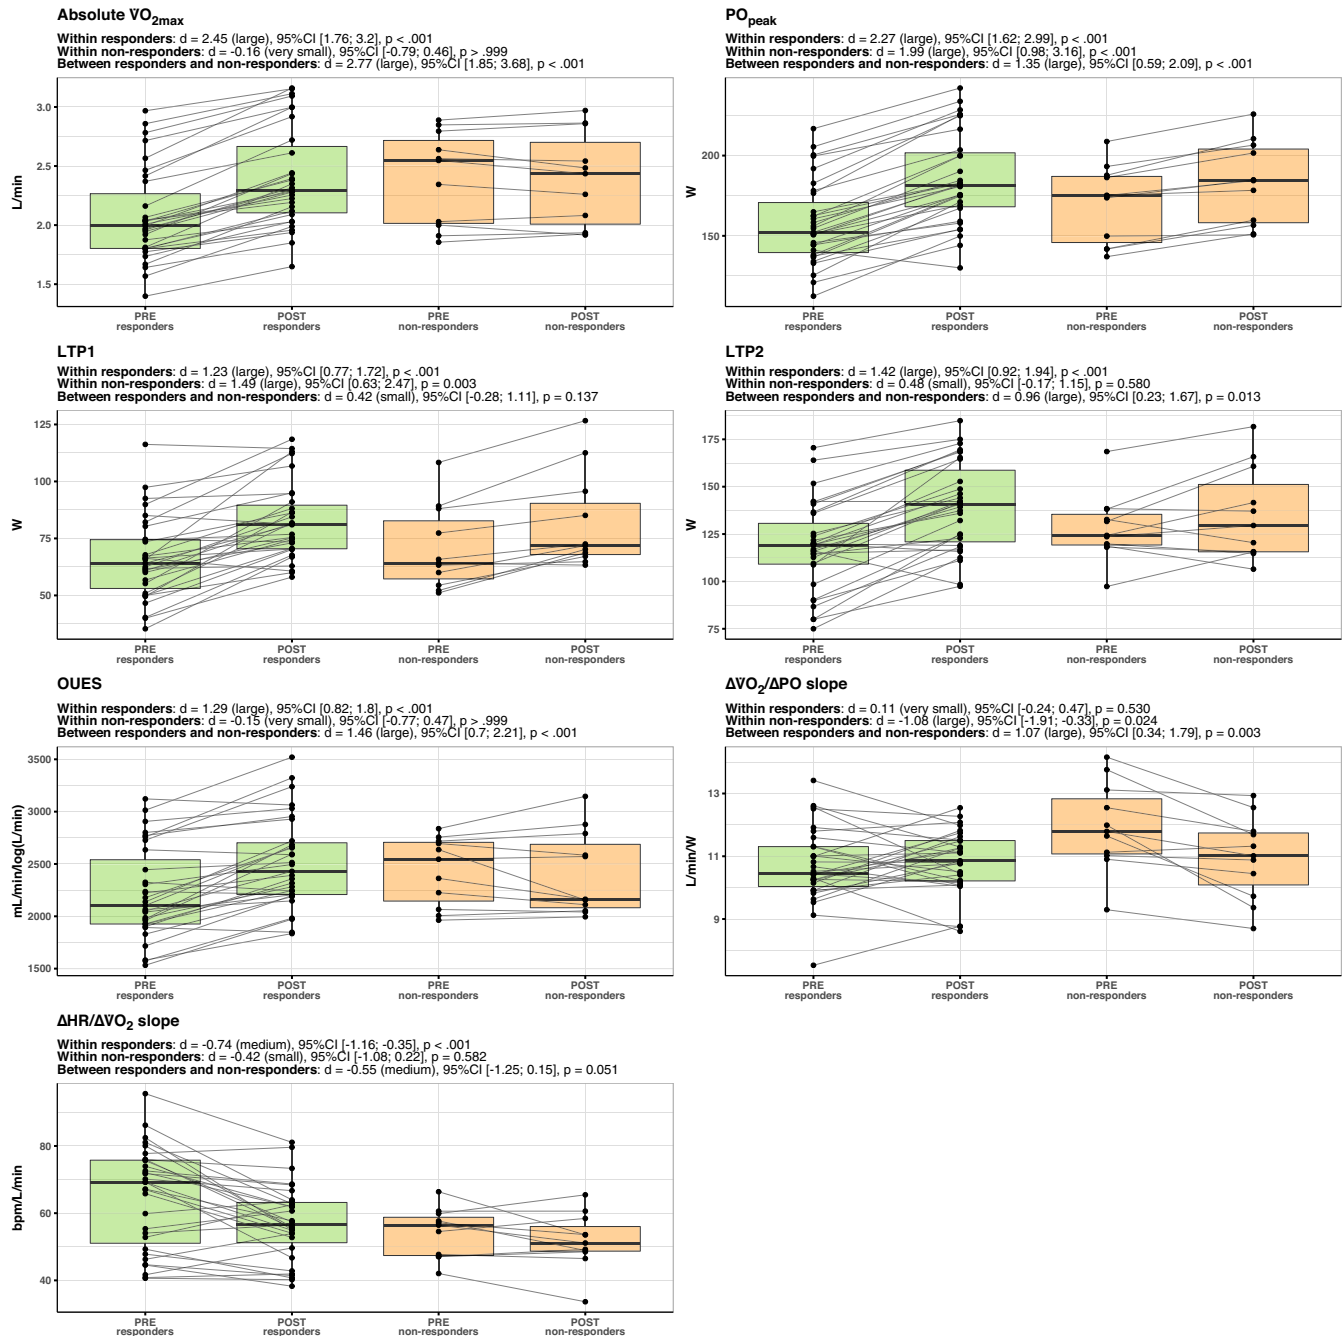 Absolute V̇O2max
Within responders: d = 2.45 (large), 95%CI [1.76; 3.2], p < .001
Within non-responders: d = -0.16 (very small), 95%CI [-0.79; 0.46], p > .999
Between responders and non-responders: d = 2.77 (large), 95%CI [1.85; 3.68], p < .001
L/min
3.0
2.5
2.0
1.5
PRE responders
POST responders
PRE non-responders
POST non-responders
POpeak
Within responders: d = 2.27 (large), 95%CI [1.62; 2.99], p < .001
Within non-responders: d = 1.99 (large), 95%CI [0.98; 3.16], p < .001
Between responders and non-responders: d = 1.35 (large), 95%CI [0.59; 2.09], p < .001
W
200
150
PRE responders
POST responders
PRE non-responders
POST non-responders
LTP1
Within responders: d = 1.23 (large), 95%CI [0.77; 1.72], p < .001
Within non-responders: d = 1.49 (large), 95%CI [0.63; 2.47], p = 0.003
Between responders and non-responders: d = 0.42 (small), 95%CI [-0.28; 1.11], p = 0.137
W
125
100
75
50
PRE responders
POST responders
PRE non-responders
POST non-responders
LTP2
Within responders: d = 1.42 (large), 95%CI [0.92; 1.94], p < .001
Within non-responders: d = 0.48 (small), 95%CI [-0.17; 1.15], p = 0.580
Between responders and non-responders: d = 0.96 (large), 95%CI [0.23; 1.67], p = 0.013
W
175
150
125
100
75
PRE responders
POST responders
PRE non-responders
POST non-responders
OUES
Within responders: d = 1.29 (large), 95%CI [0.82; 1.8], p < .001
Within non-responders: d = -0.15 (very small), 95%CI [-0.77; 0.47], p > .999
Between responders and non-responders: d = 1.46 (large), 95%CI [0.7; 2.21], p < .001
mL/min/log(L/min)
3500
3000
2500
2000
1500
PRE responders
POST responders
PRE non-responders
POST non-responders
ΔV̇O2/ΔPO slope
Within responders: d = 0.11 (very small), 95%CI [-0.24; 0.47], p = 0.530
Within non-responders: d = -1.08 (large), 95%CI [-1.91; -0.33], p = 0.024
Between responders and non-responders: d = 1.07 (large), 95%CI [0.34; 1.79], p = 0.003
L/min/W
13
11
9
PRE responders
POST responders
PRE non-responders
POST non-responders
ΔHR/ΔV̇O2 slope
Within responders: d = -0.74 (medium), 95%CI [-1.16; -0.35], p < .001
Within non-responders: d = -0.42 (small), 95%CI [-1.08; 0.22], p = 0.582
Between responders and non-responders: d = -0.55 (medium), 95%CI [-1.25; 0.15], p = 0.051
bpm/L/min
80
60
40
PRE responders
POST responders
PRE non-responders
POST non-responders